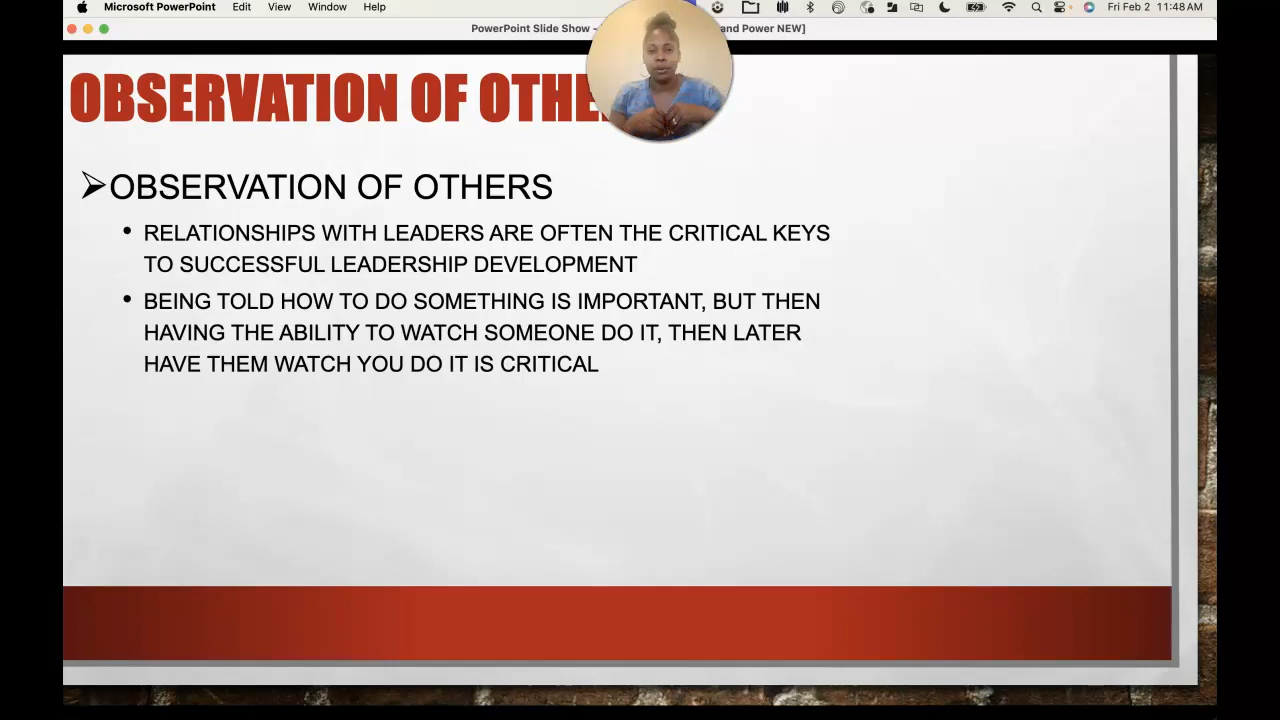 Microsoft PowerPoint Edit View Window Help Fri Feb 2 11:48 AM
PowerPoint Slide Show - and Power NEW]
OBSERVATION OF
OBSERVATION OF OTHERS
• RELATIONSHIPS WITH LEADERS ARE OFTEN THE CRITICAL KEYS
TO SUCCESSFUL LEADERSHIP DEVELOPMENT
• BEING TOLD HOW TO DO SOMETHING IS IMPORTANT, BUT THEN
HAVING THE ABILITY TO WATCH SOMEONE DO IT, THEN LATER
HAVE THEM WATCH YOU DO IT IS CRITICAL